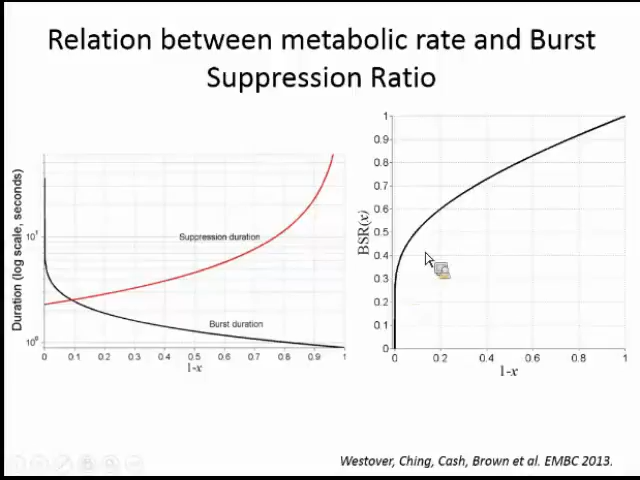 Relation between metabolic rate and Burst
Suppression Ratio
Duration (log scale, seconds)
10¹
10⁰
Suppression duration
Burst duration
0 0.1 0.2 0.3 0.4 0.5 0.6 0.7 0.8 0.9 1
1-x
BSR(x)
1
0.9
0.8
0.7
0.6
0.5
0.4
0.3
0.2
0.1
0
0 0.2 0.4 0.6 0.8 1
1-x
Westover, Ching, Cash, Brown et al. EMBC 2013.